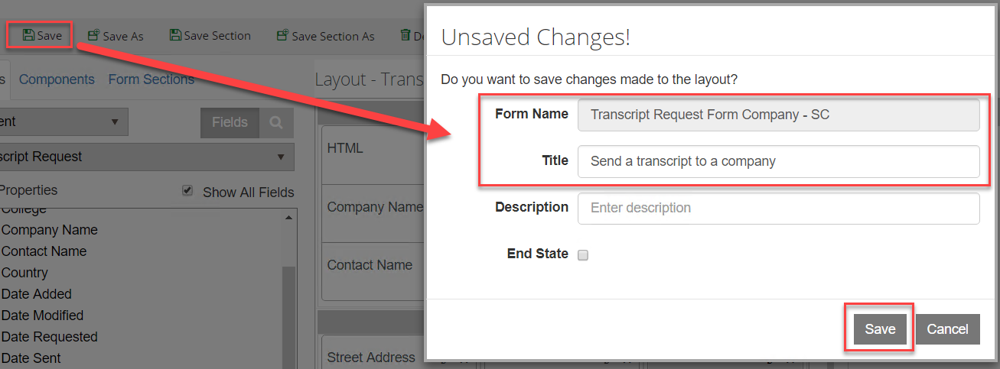 Save
Save As
Save Section
Save Section As
Components
Form Sections
Layout - Trans
Fields
script Request
Properties
Show All Fields
College
Company Name
Contact Name
Country
Date Added
Date Modified
Date Requested
Date Sent
HTML
Company Name
Contact Name
Street Address
Unsaved Changes!
Do you want to save changes made to the layout?
Form Name
Transcript Request Form Company - SC
Title
Send a transcript to a company
Description
Enter description
End State
Save
Cancel